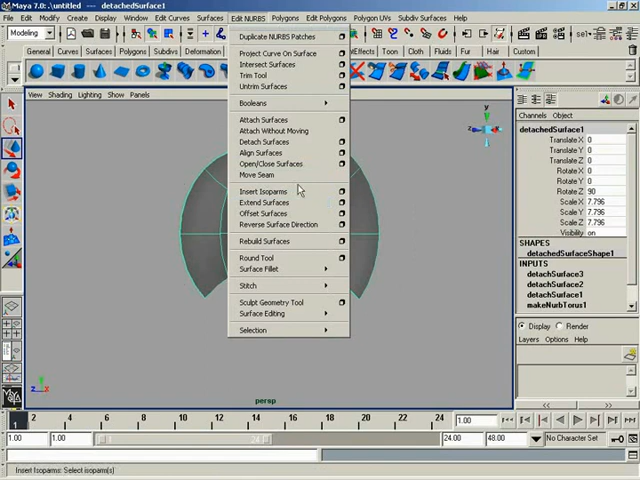 Maya 7.0: .\untitled --- detachedSurface1
File Edit Modify Create Display Window Edit Curves Surfaces Edit NURBS Polygons Edit Polygons Polygon UVs Subdiv Surfaces Help
Modeling
sel
General Curves Surfaces
Effects Toon Cloth Fluids Fur Hair
View Shading Lighting Show Panels
Duplicate NURBS Patches
Project Curve On Surface
Intersect Surfaces
Trim Tool
Untrim Surfaces
Booleans
Attach Surfaces
Attach Without Moving
Detach Surfaces
Align Surfaces
Open/Close Surfaces
Move Seam
Insert Isoparms
Extend Surfaces
Offset Surfaces
Reverse Surface Direction
Rebuild Surfaces
Round Tool
Surface Fillet
Stitch
Sculpt Geometry Tool
Surface Editing
Selection
y
z
x
z x
persp
Channels Object
detachedSurface1
Translate X 0
Translate Y 0
Translate Z 0
Rotate X 0
Rotate Y 0
Rotate Z 90
Scale X 7.796
Scale Y 7.796
Scale Z 7.796
Visibility on
SHAPES
detachedSurfaceShape1
INPUTS
detachSurface3
detachSurface2
detachSurface1
makeNurbTorus1
Display Render
Layers Options Help
1 2 4 6 8 10 12 14 16 18 20 22 24
1.00
1.00 1.00 1 24 24.00 48.00 No Character Set
Insert Isoparms: Select isoparm(s)